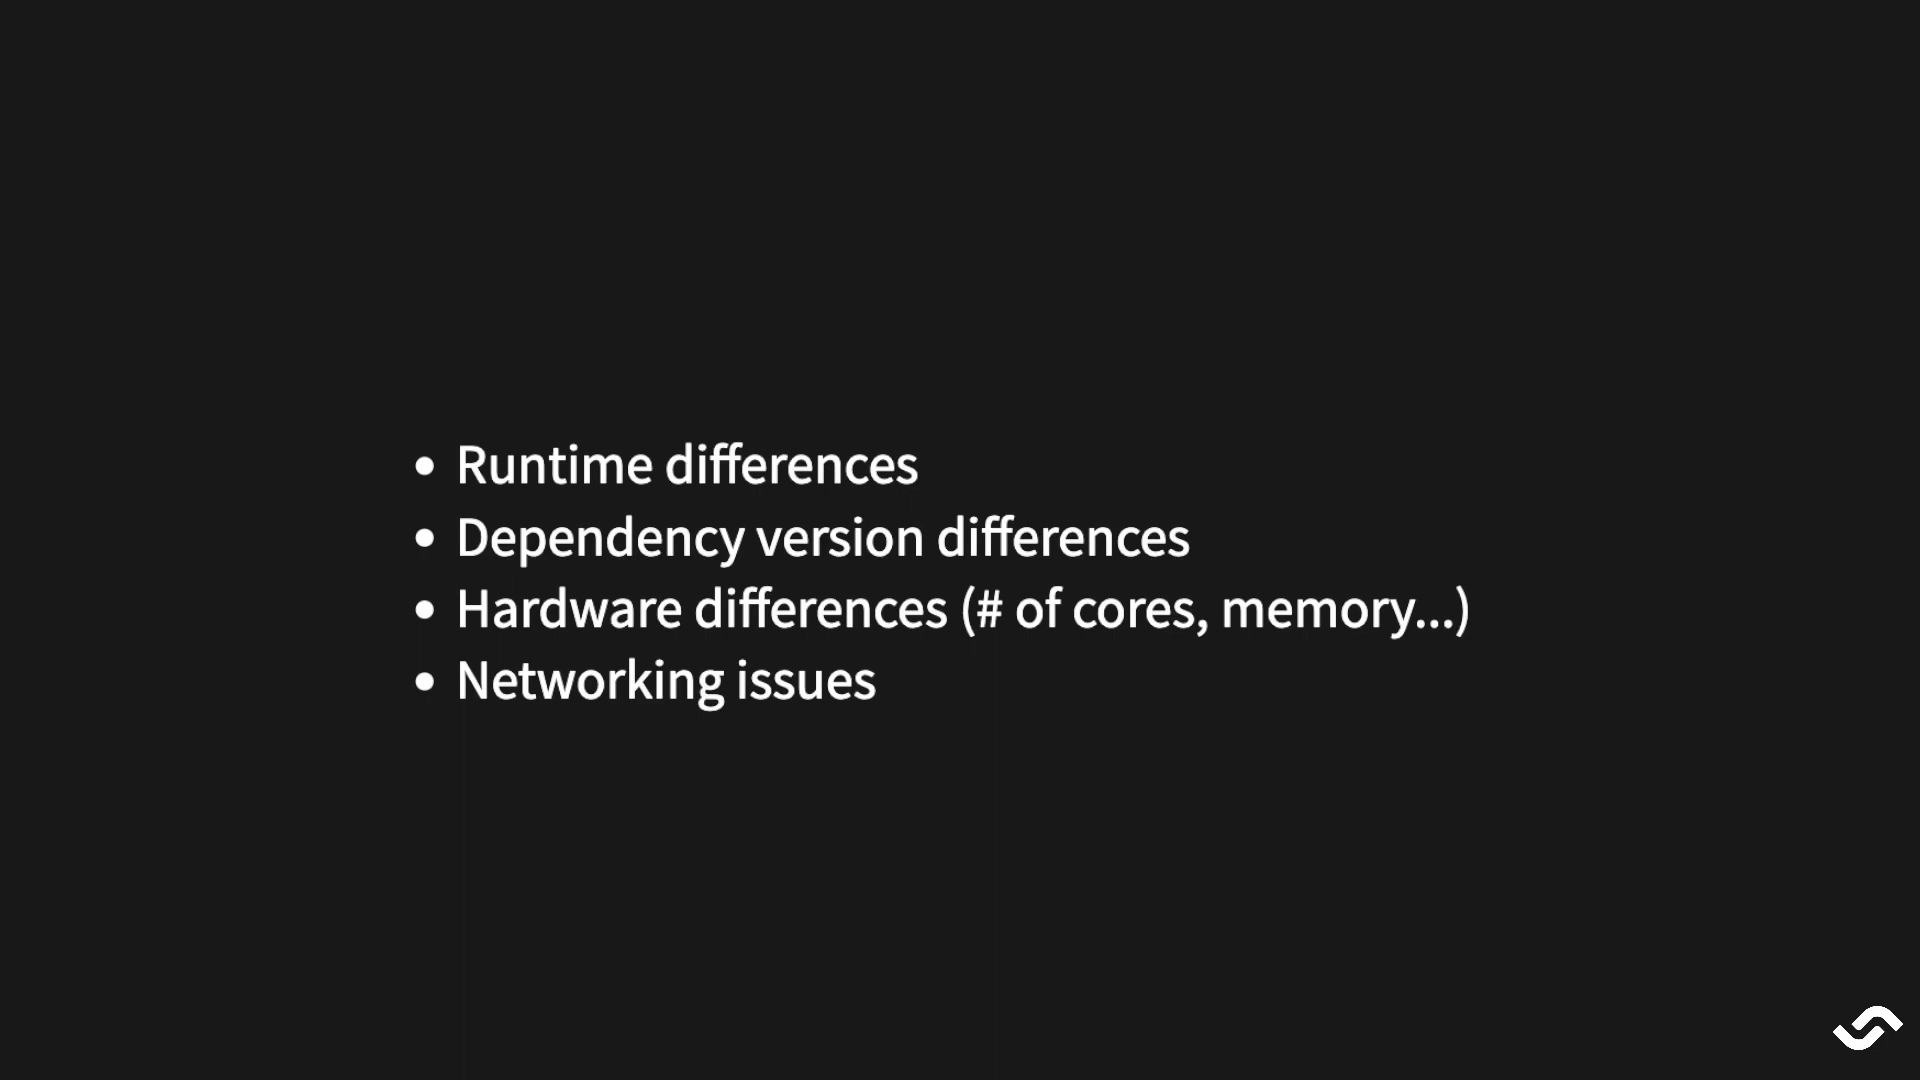 • Runtime differences
• Dependency version differences
• Hardware differences (# of cores, memory...)
• Networking issues